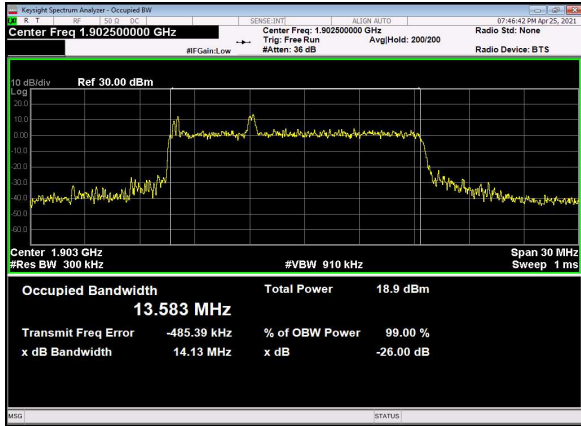 Keysight Spectrum Analyzer - Occupied BW
R T RF 50 Ω DC SENSE:INT ALIGN AUTO 07:46:42 PM Apr 25, 2021
Center Freq 1.902500000 GHz Center Freq: 1.902500000 GHz Radio Std: None
Trig: Free Run Avg|Hold: 200/200
#IFGain:Low #Atten: 36 dB Radio Device: BTS
10 dB/div Ref 30.00 dBm
Log
20.0
10.0
0.00
-10.0
-20.0
-30.0
-40.0
-50.0
-60.0
Center 1.903 GHz Span 30 MHz
#Res BW 300 kHz #VBW 910 kHz Sweep 1 ms
Occupied Bandwidth Total Power 18.9 dBm
13.583 MHz
Transmit Freq Error -485.39 kHz % of OBW Power 99.00 %
x dB Bandwidth 14.13 MHz x dB -26.00 dB
MSG STATUS